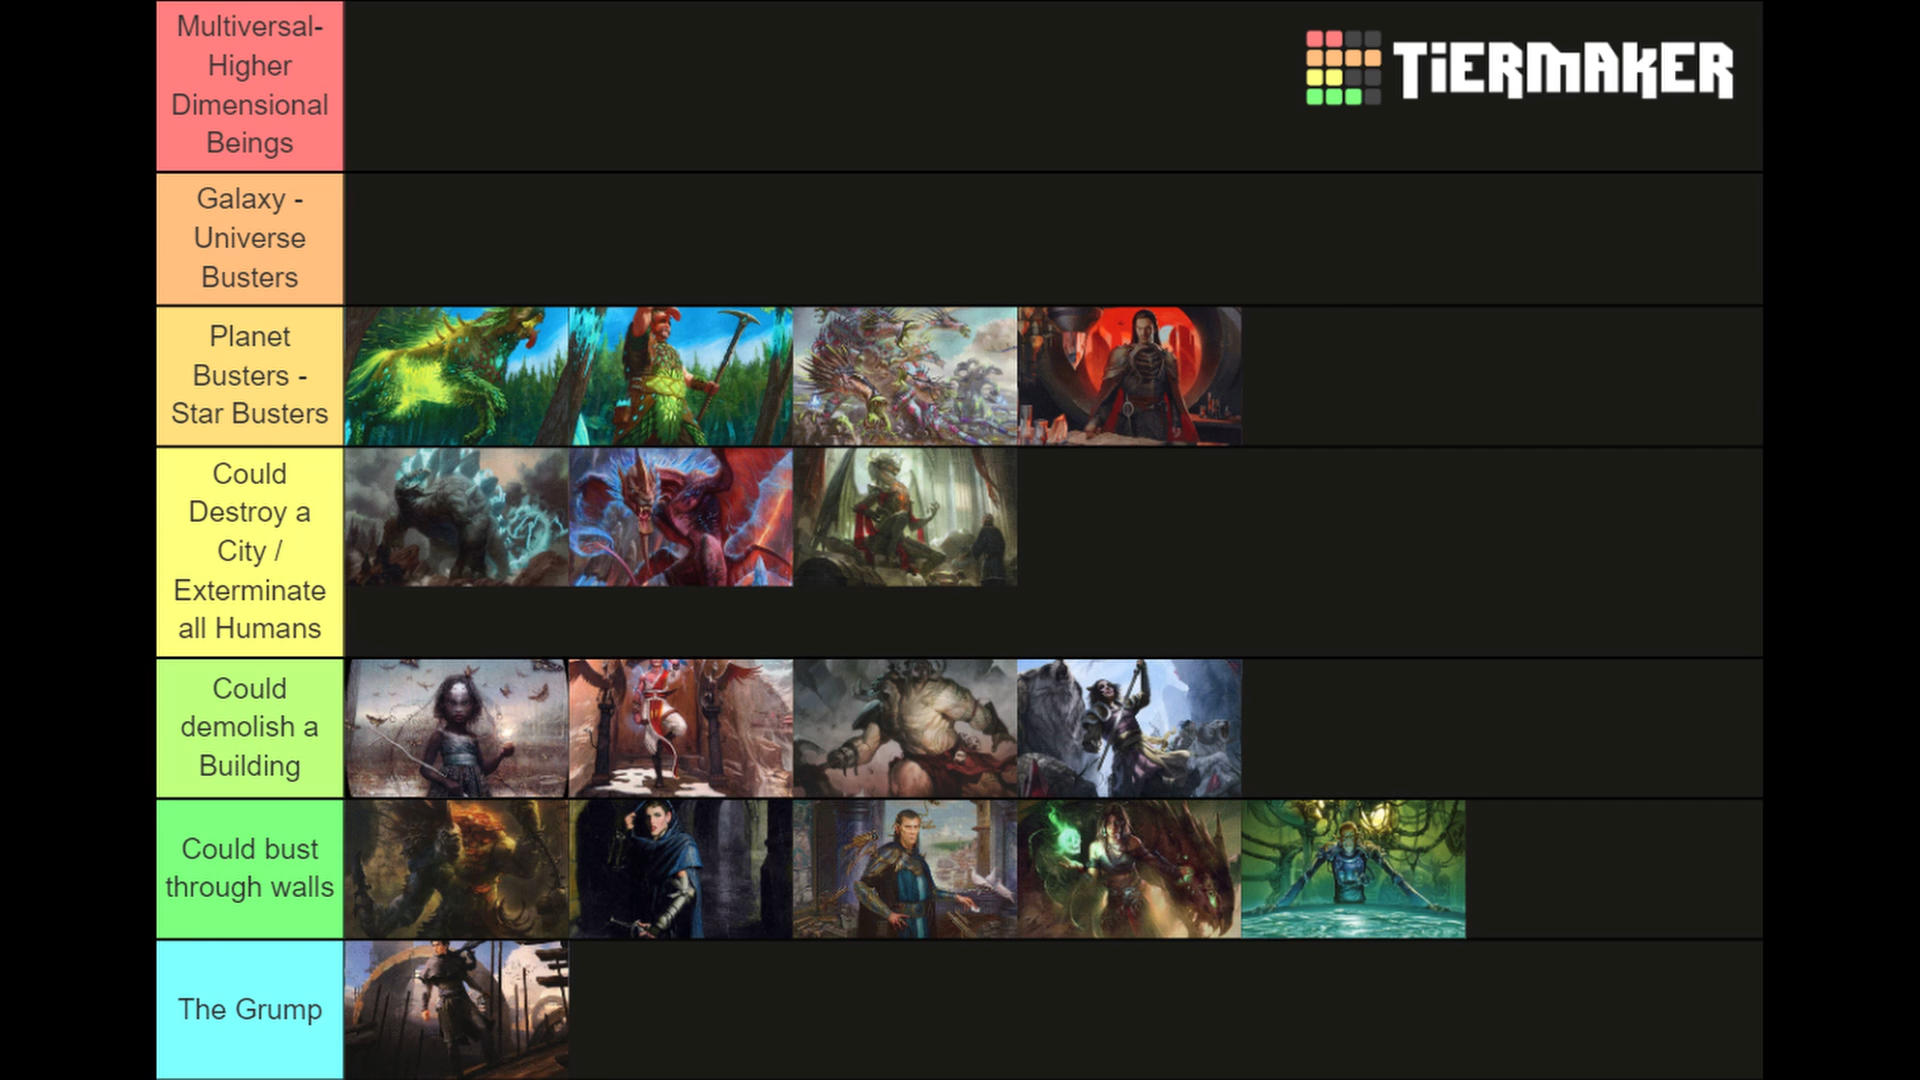 Multiversal-
Higher
Dimensional
Beings
TiERMAKER
Galaxy -
Universe
Busters
Planet
Busters -
Star Busters
Could
Destroy a
City /
Exterminate
all Humans
Could
demolish a
Building
Could bust
through walls
The Grump